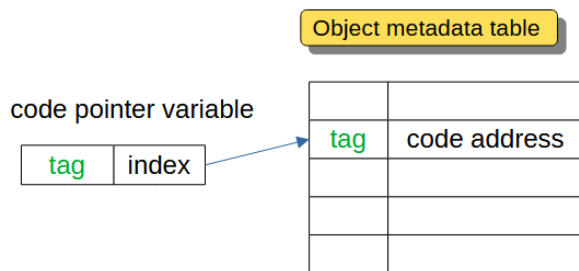 Object metadata table
code pointer variable
tag index
tag code address